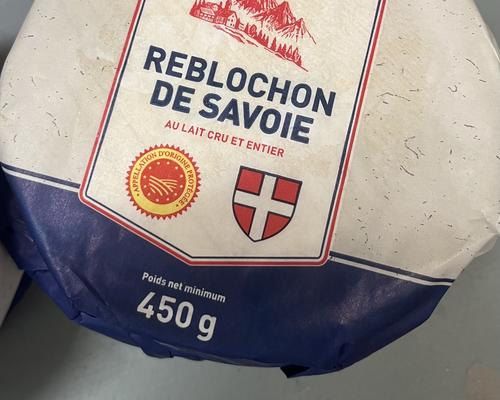 REBLOCHON
DE SAVOIE
AU LAIT CRU ET ENTIER
APPELLATION D'ORIGINE PROTÉGÉE
Poids net minimum
450 g